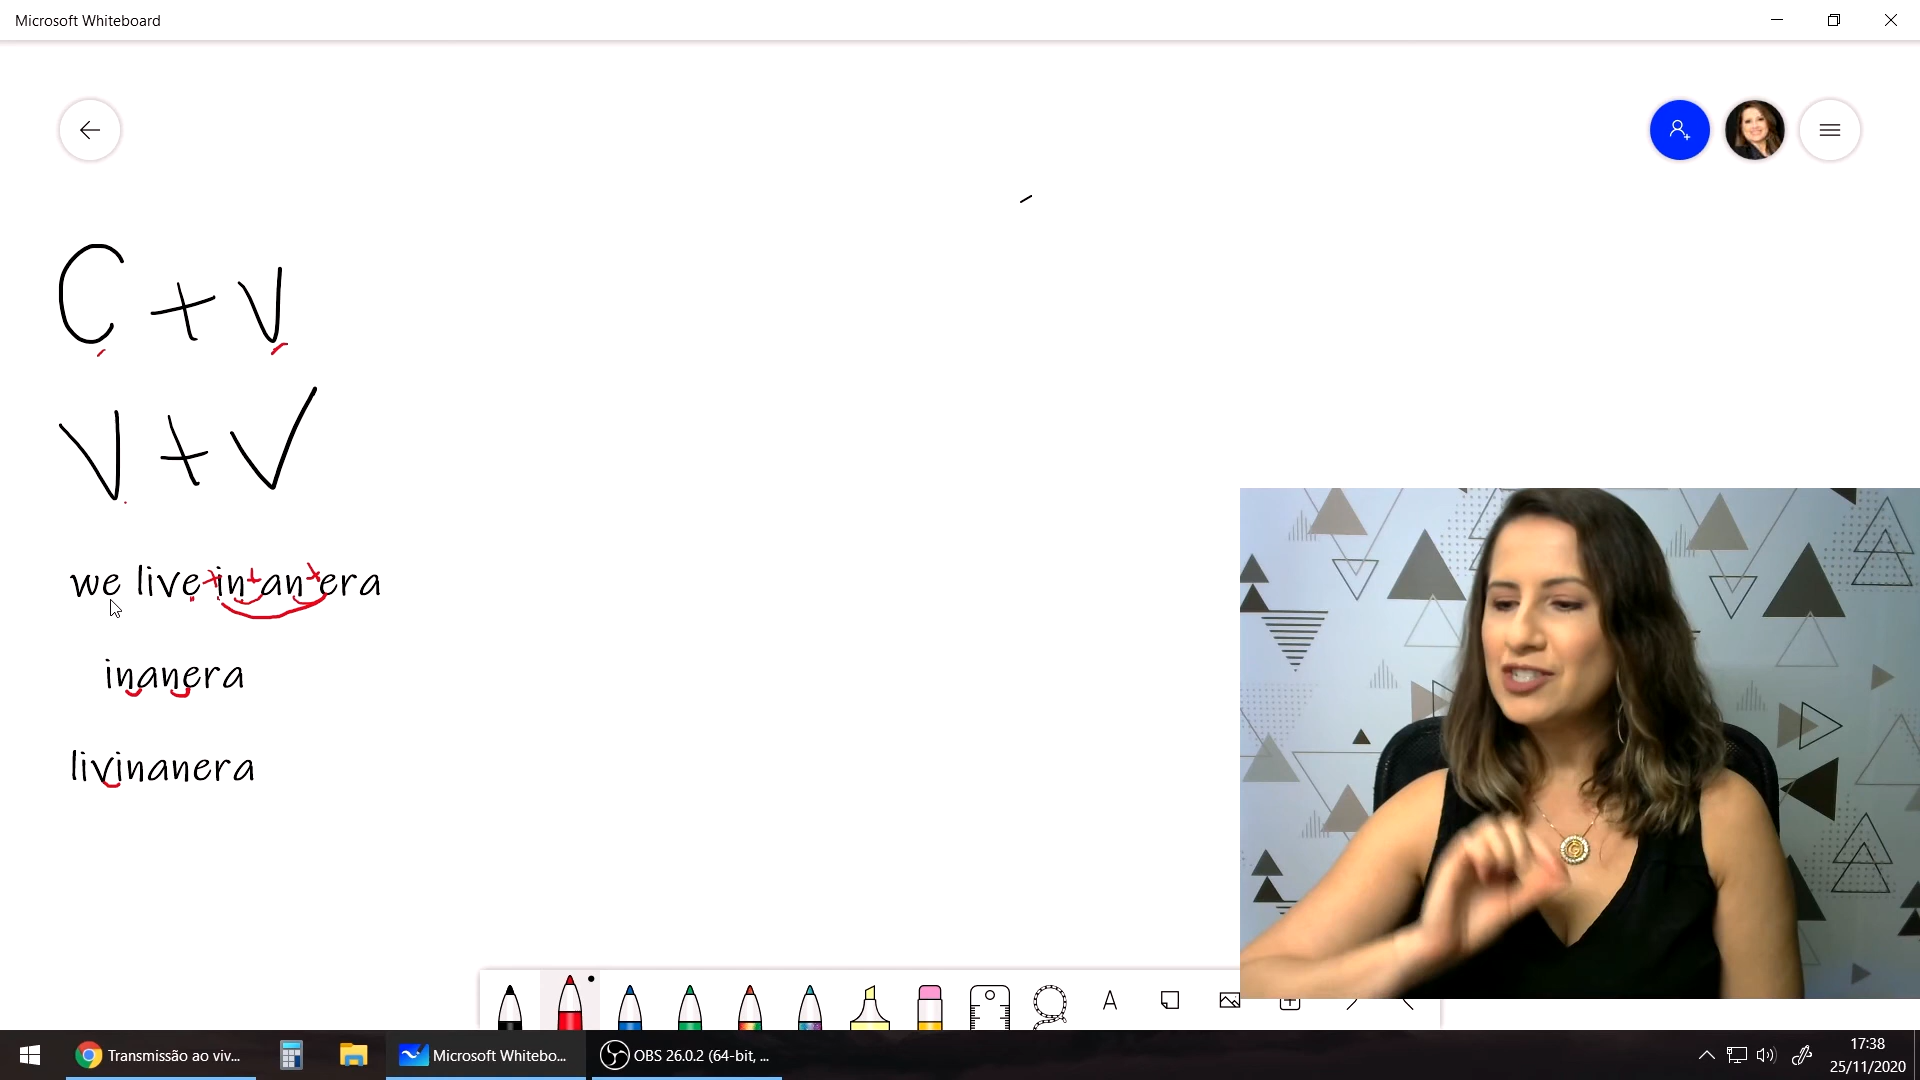 Microsoft Whiteboard
C + V
V + V
we live in an era
inanera
livinanera
A
Transmissão ao viv...
Microsoft Whitebo...
OBS 26.0.2 (64-bit, ...
17:38
25/11/2020